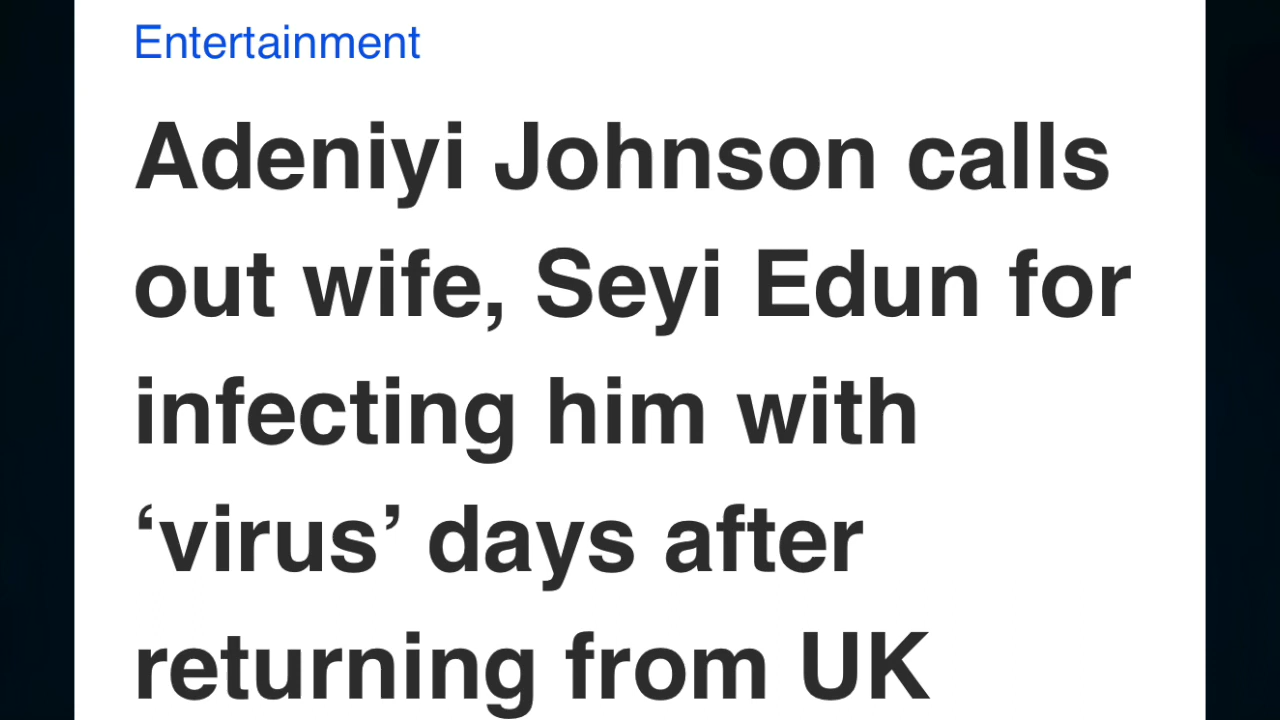 Entertainment
Adeniyi Johnson calls
out wife, Seyi Edun for
infecting him with
‘virus’ days after
returning from UK